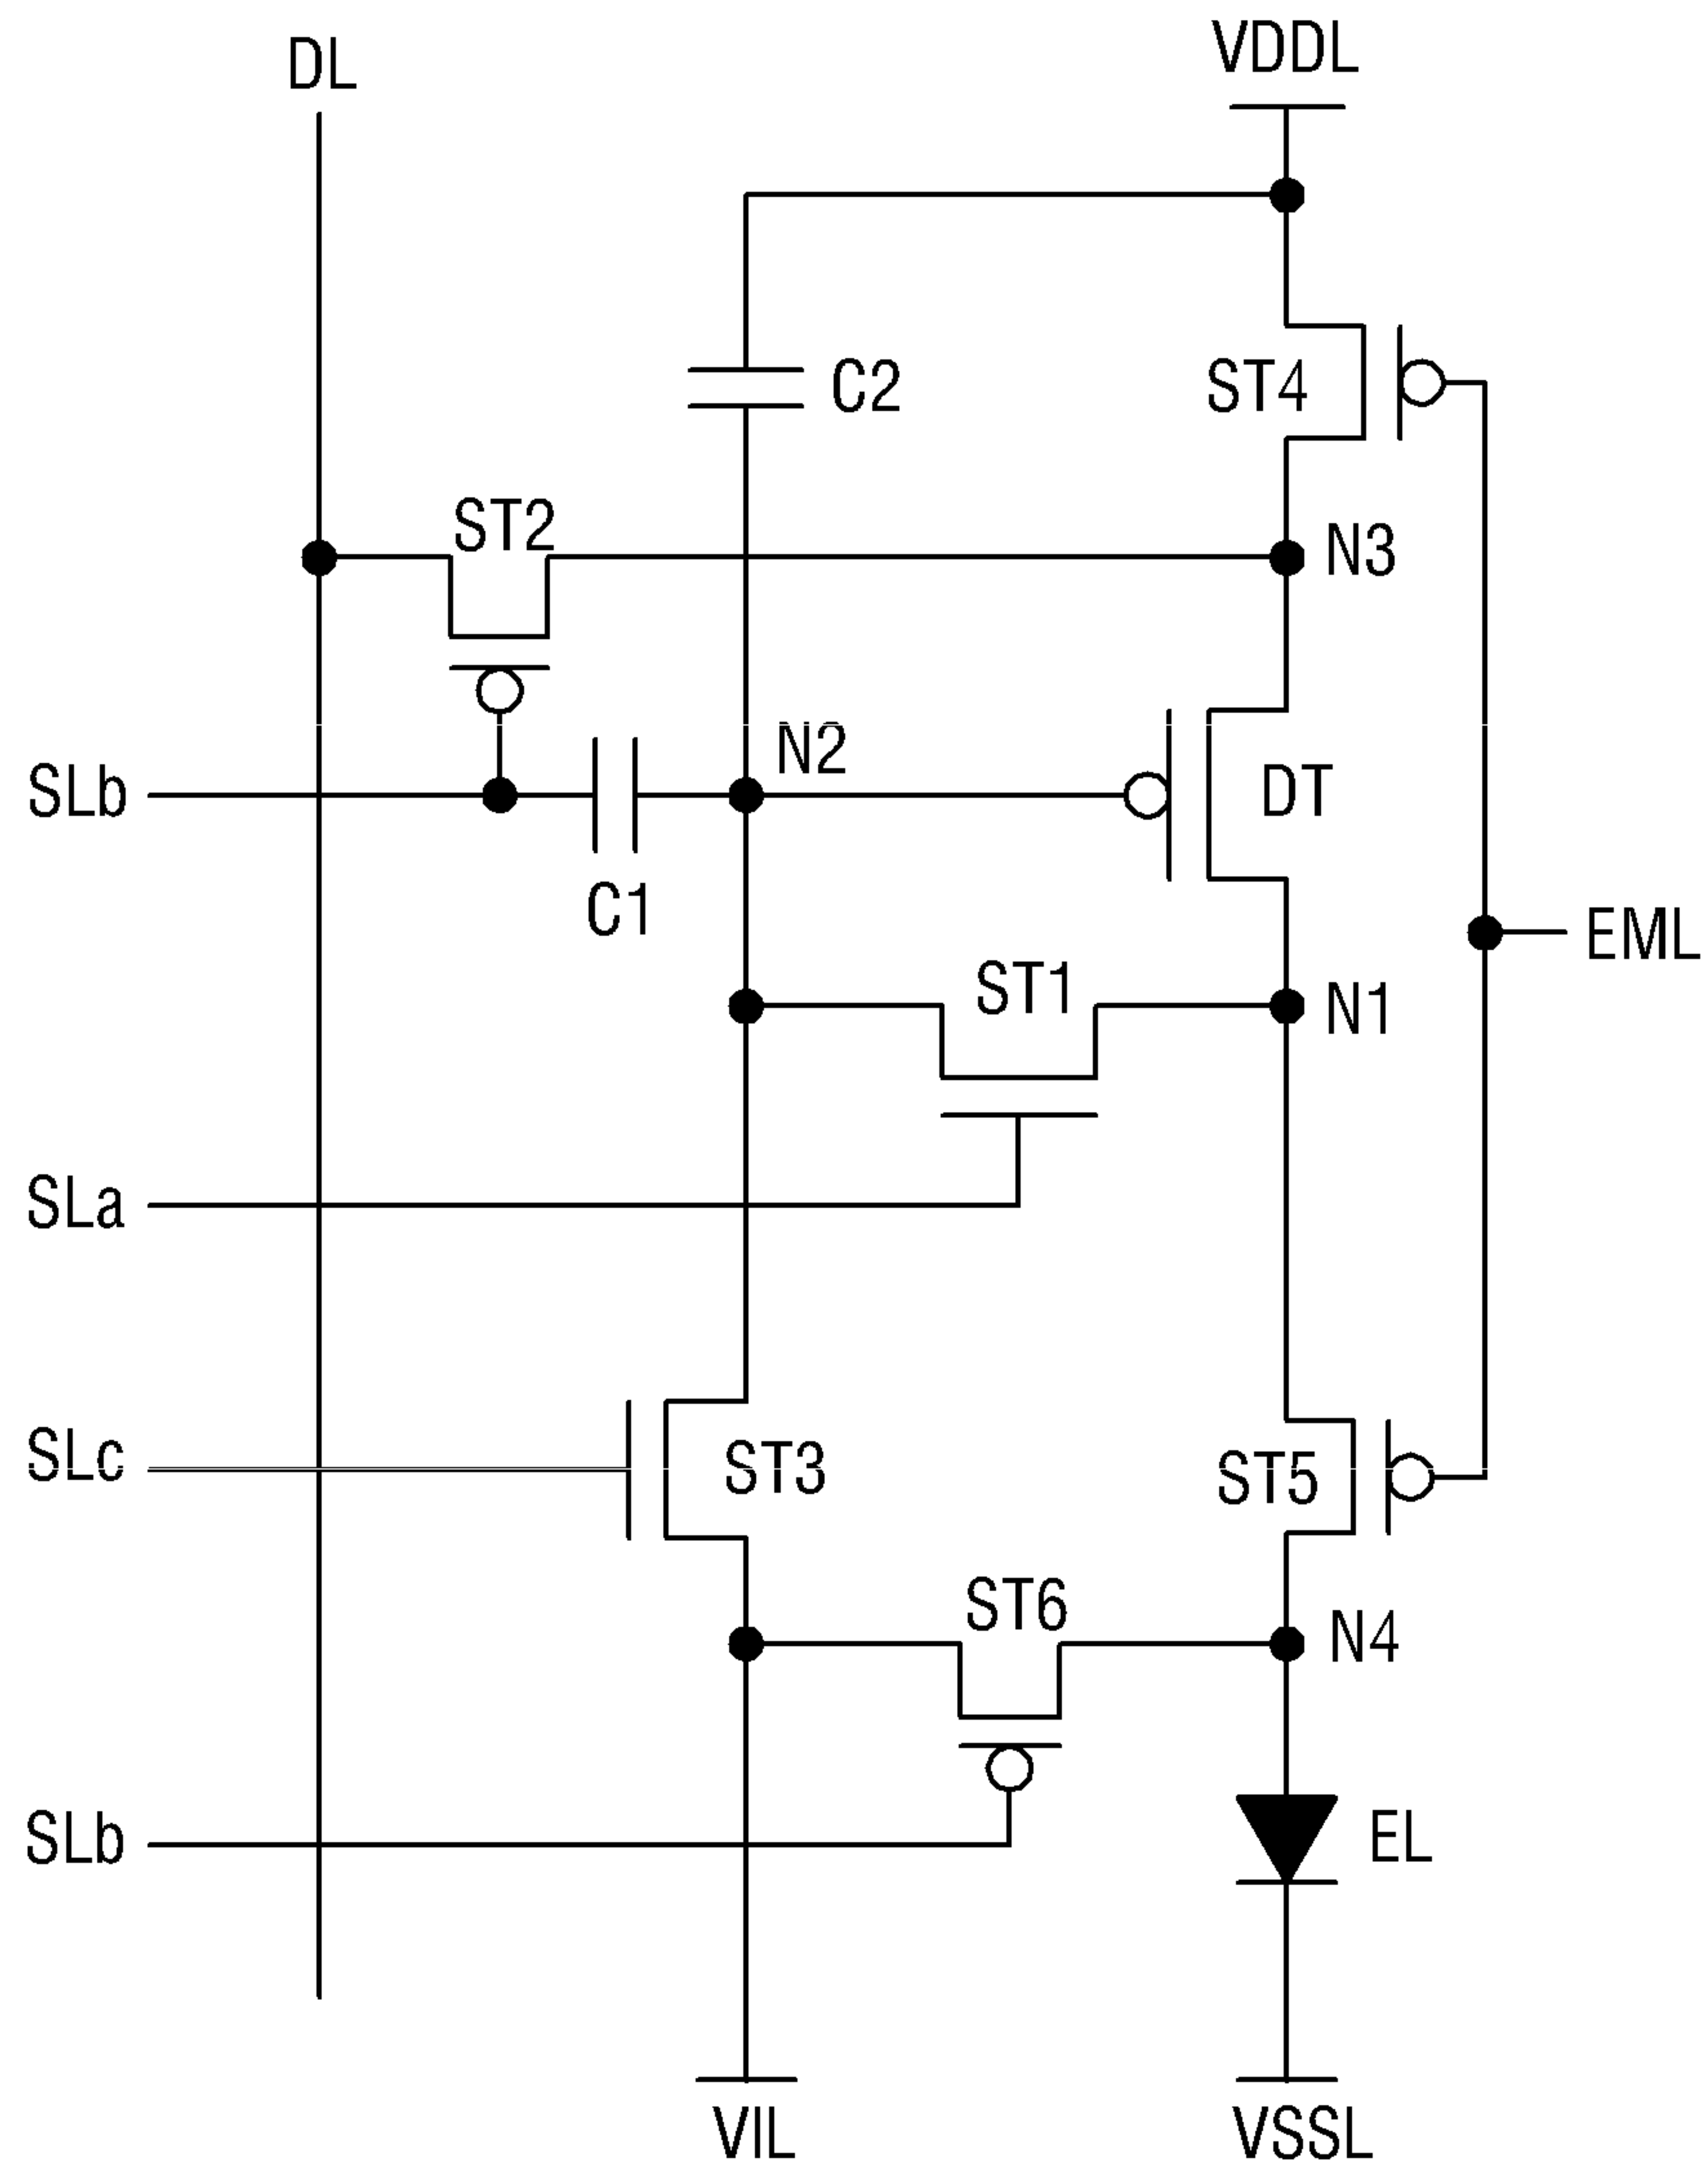 VDDL
DL
C2
ST4
ST2
N3
N2
SLb
DT
C1
EML
ST1
N1
SLa
SLc
ST3
ST5
ST6
N4
SLb
EL
VIL
VSSL